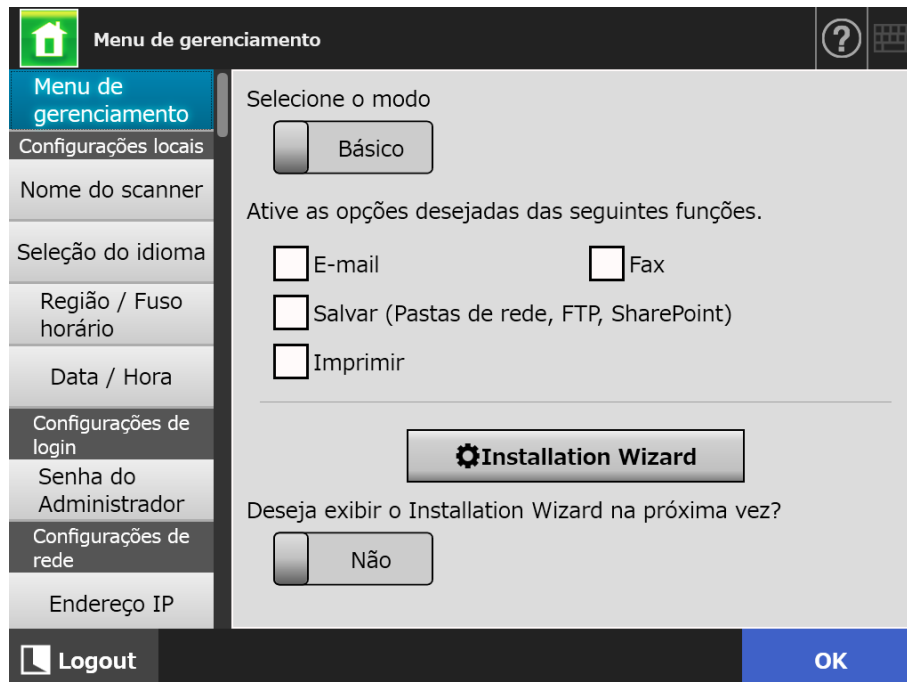 Menu de gerenciamento
?
Menu de
gerenciamento
Configurações locais
Nome do scanner
Seleção do idioma
Região / Fuso
horário
Data / Hora
Configurações de
login
Senha do
Administrador
Configurações de
rede
Endereço IP
Selecione o modo
Básico
Ative as opções desejadas das seguintes funções.
E-mail
Fax
Salvar (Pastas de rede, FTP, SharePoint)
Imprimir
Installation Wizard
Deseja exibir o Installation Wizard na próxima vez?
Não
Logout
OK